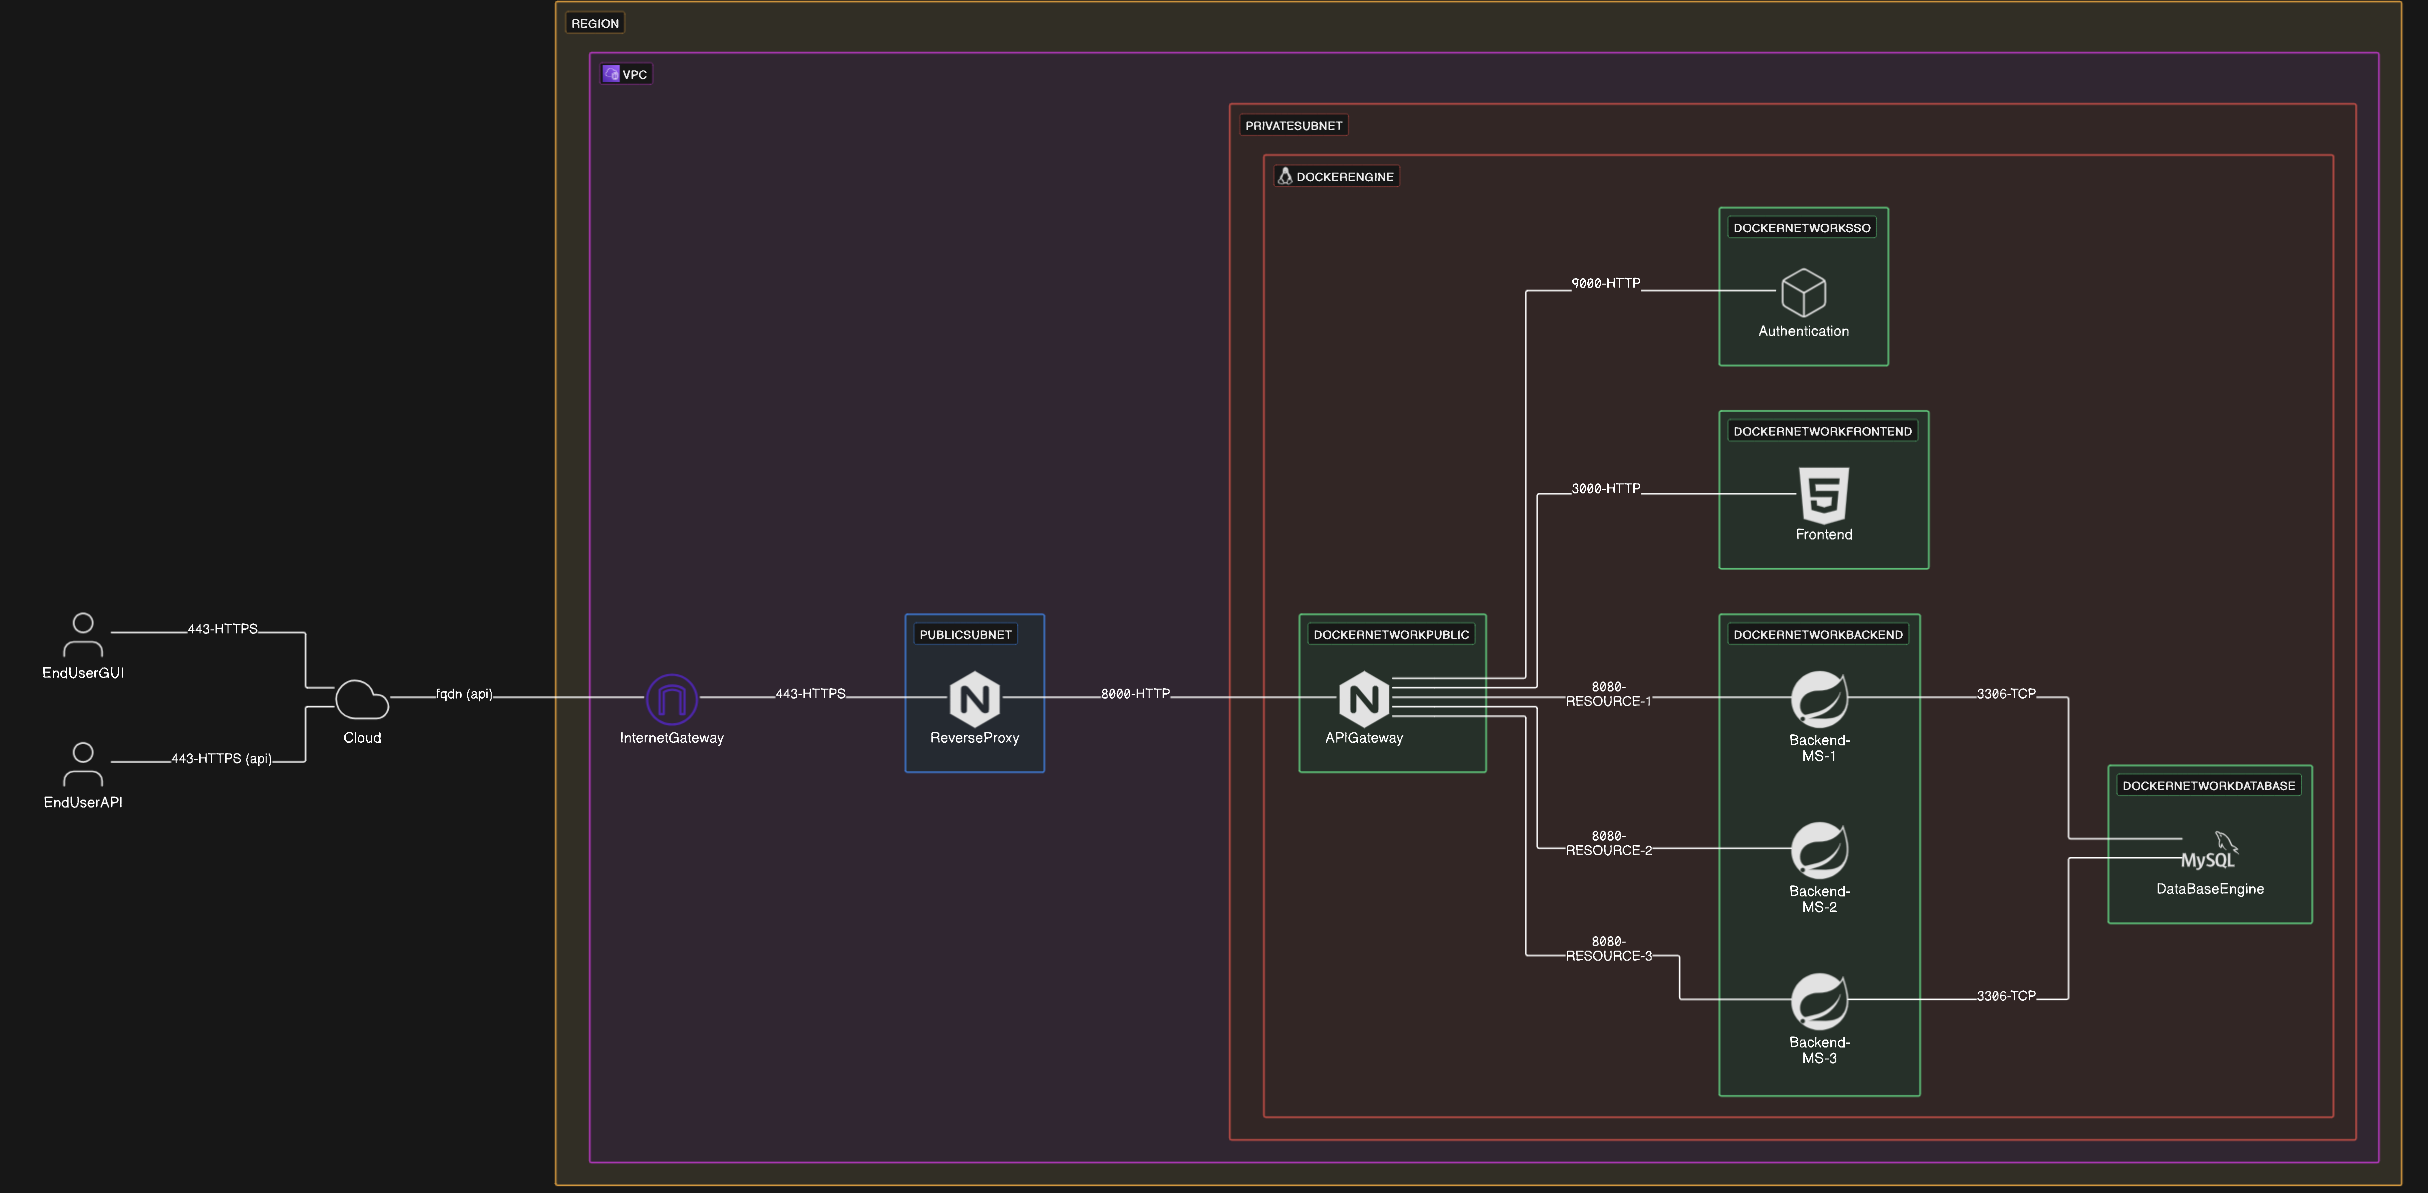 REGION
VPC
PRIVATESUBNET
DOCKERENGINE
DOCKERNETWORKSSO
9000-HTTP
Authentication
DOCKERNETWORKFRONTEND
3000-HTTP
Frontend
443-HTTPS
EndUserGUI
443-HTTPS (api)
EndUserAPI
Cloud
fqdn (api)
InternetGateway
443-HTTPS
PUBLICSUBNET
ReverseProxy
8000-HTTP
DOCKERNETWORKPUBLIC
APIGateway
8080-
RESOURCE-1
8080-
RESOURCE-2
8080-
RESOURCE-3
DOCKERNETWORKBACKEND
Backend-
MS-1
Backend-
MS-2
Backend-
MS-3
3306-TCP
3306-TCP
DOCKERNETWORKDATABASE
MySQL
DataBaseEngine